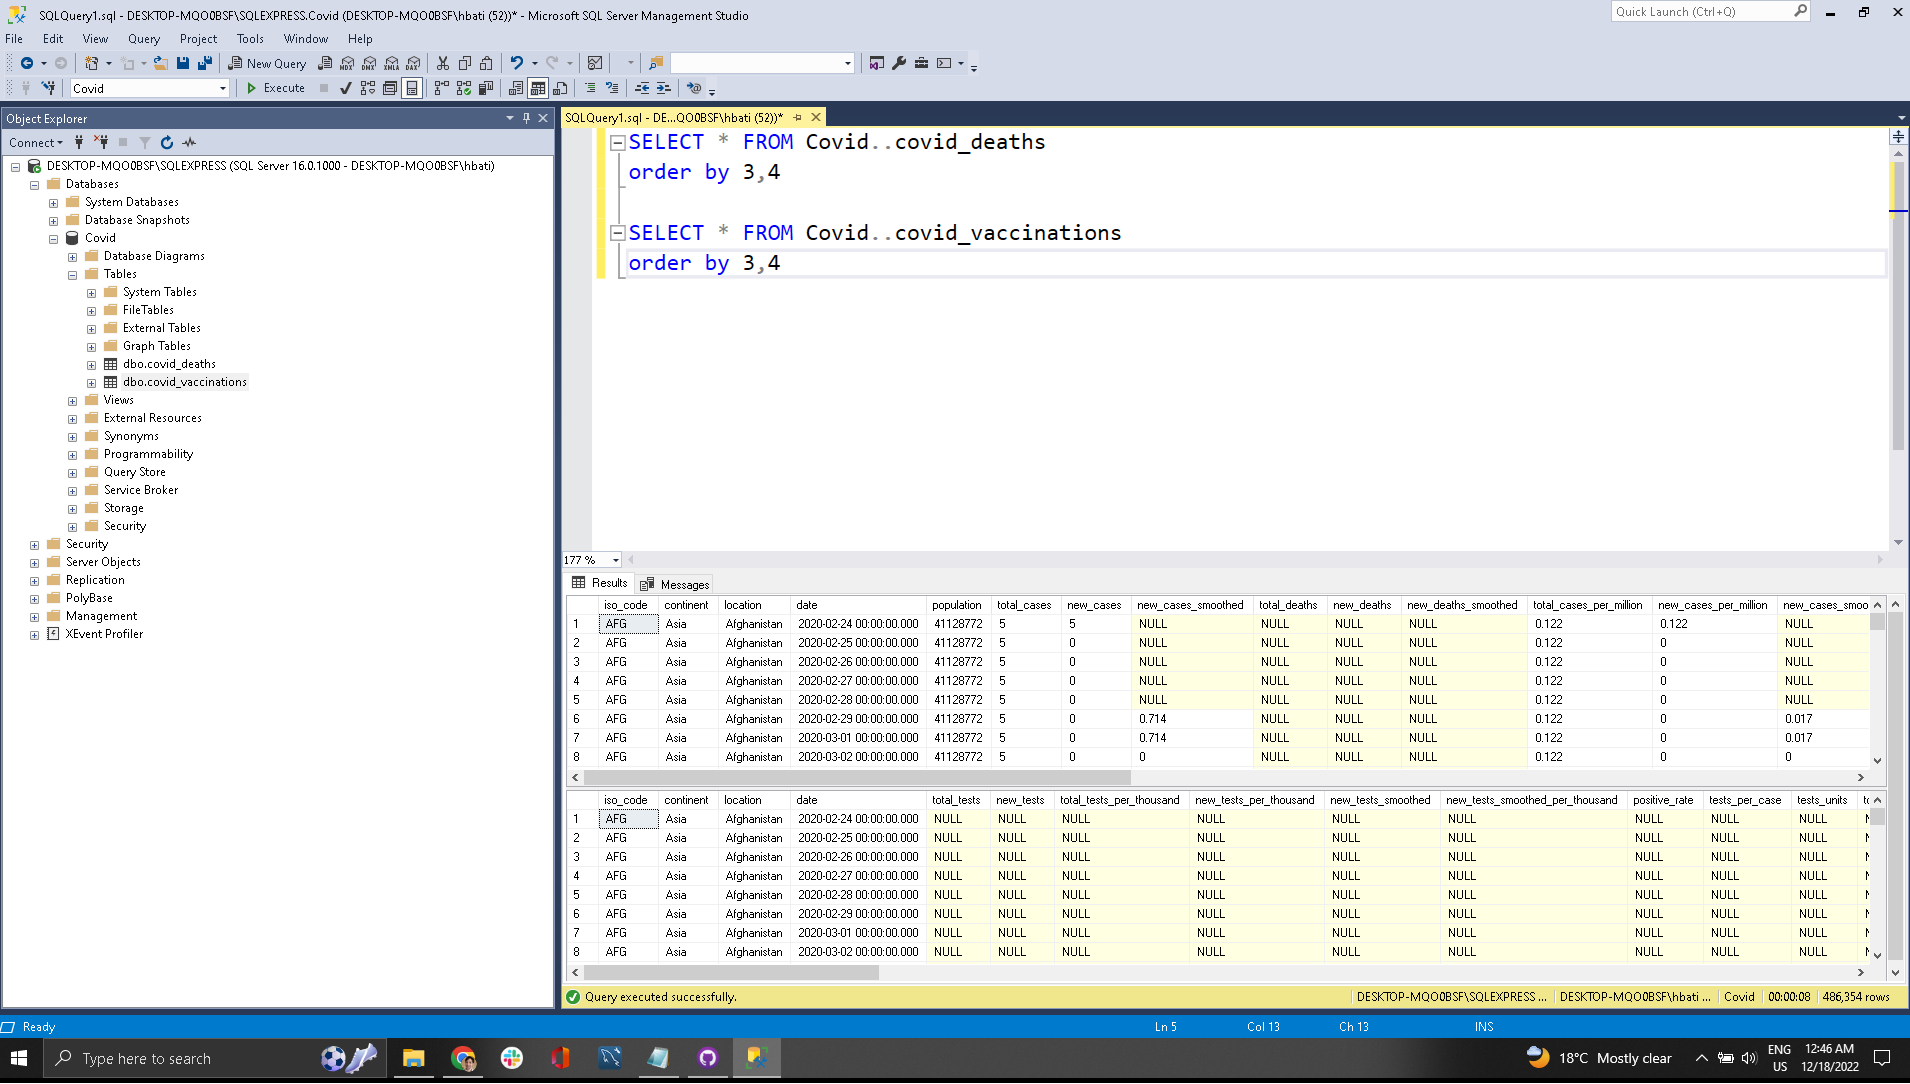 SQLQuery1.sql - DESKTOP-MQO0BSF\SQLEXPRESS.Covid (DESKTOP-MQO0BSF\hbati (52))* - Microsoft SQL Server Management Studio
Quick Launch (Ctrl+Q)
File Edit View Query Project Tools Window Help
New Query
MDX DMX XMLA DAX
Covid
Execute
Object Explorer
Connect
DESKTOP-MQO0BSF\SQLEXPRESS (SQL Server 16.0.1000 - DESKTOP-MQO0BSF\hbati)
Databases
System Databases
Database Snapshots
Covid
Database Diagrams
Tables
System Tables
FileTables
External Tables
Graph Tables
dbo.covid_deaths
dbo.covid_vaccinations
Views
External Resources
Synonyms
Programmability
Query Store
Service Broker
Storage
Security
Security
Server Objects
Replication
PolyBase
Management
XEvent Profiler
SQLQuery1.sql - DE...QO0BSF\hbati (52))*
SELECT * FROM Covid..covid_deaths
order by 3,4
SELECT * FROM Covid..covid_vaccinations
order by 3,4
177 %
Results Messages
iso_code continent location date population total_cases new_cases new_cases_smoothed total_deaths new_deaths new_deaths_smoothed total_cases_per_million new_cases_per_million new_cases_smoo
1 AFG Asia Afghanistan 2020-02-24 00:00:00.000 41128772 5 5 NULL NULL NULL NULL 0.122 0.122 NULL
2 AFG Asia Afghanistan 2020-02-25 00:00:00.000 41128772 5 0 NULL NULL NULL NULL 0.122 0 NULL
3 AFG Asia Afghanistan 2020-02-26 00:00:00.000 41128772 5 0 NULL NULL NULL NULL 0.122 0 NULL
4 AFG Asia Afghanistan 2020-02-27 00:00:00.000 41128772 5 0 NULL NULL NULL NULL 0.122 0 NULL
5 AFG Asia Afghanistan 2020-02-28 00:00:00.000 41128772 5 0 NULL NULL NULL NULL 0.122 0 NULL
6 AFG Asia Afghanistan 2020-02-29 00:00:00.000 41128772 5 0 0.714 NULL NULL NULL 0.122 0 0.017
7 AFG Asia Afghanistan 2020-03-01 00:00:00.000 41128772 5 0 0.714 NULL NULL NULL 0.122 0 0.017
8 AFG Asia Afghanistan 2020-03-02 00:00:00.000 41128772 5 0 0 NULL NULL NULL 0.122 0 0
iso_code continent location date total_tests new_tests total_tests_per_thousand new_tests_per_thousand new_tests_smoothed new_tests_smoothed_per_thousand positive_rate tests_per_case tests_units
1 AFG Asia Afghanistan 2020-02-24 00:00:00.000 NULL NULL NULL NULL NULL NULL NULL NULL NULL
2 AFG Asia Afghanistan 2020-02-25 00:00:00.000 NULL NULL NULL NULL NULL NULL NULL NULL NULL
3 AFG Asia Afghanistan 2020-02-26 00:00:00.000 NULL NULL NULL NULL NULL NULL NULL NULL NULL
4 AFG Asia Afghanistan 2020-02-27 00:00:00.000 NULL NULL NULL NULL NULL NULL NULL NULL NULL
5 AFG Asia Afghanistan 2020-02-28 00:00:00.000 NULL NULL NULL NULL NULL NULL NULL NULL NULL
6 AFG Asia Afghanistan 2020-02-29 00:00:00.000 NULL NULL NULL NULL NULL NULL NULL NULL NULL
7 AFG Asia Afghanistan 2020-03-01 00:00:00.000 NULL NULL NULL NULL NULL NULL NULL NULL NULL
8 AFG Asia Afghanistan 2020-03-02 00:00:00.000 NULL NULL NULL NULL NULL NULL NULL NULL NULL
Query executed successfully. DESKTOP-MQO0BSF\SQLEXPRESS ... DESKTOP-MQO0BSF\hbati ... Covid 00:00:08 486,354 rows
Ready Ln 5 Col 13 Ch 13 INS
Type here to search
18°C Mostly clear
ENG
US
12:46 AM
12/18/2022